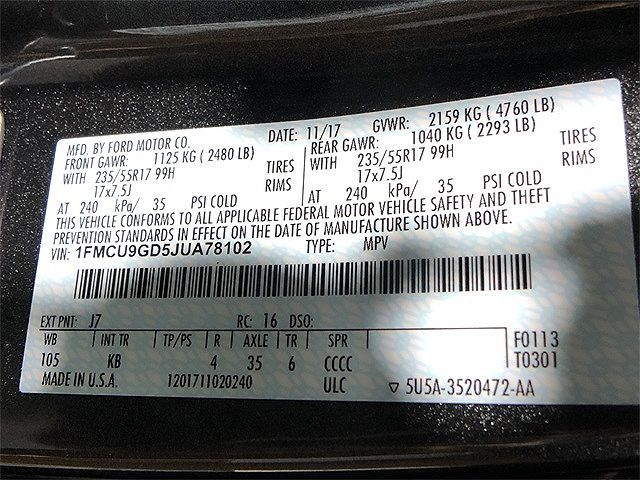 MFD. BY FORD MOTOR CO.
DATE: 11/17 GVWR: 2159 KG ( 4760 LB)
FRONT GAWR: 1125 KG ( 2480 LB) REAR GAWR: 1040 KG ( 2293 LB)
WITH 235/55R17 99H TIRES WITH 235/55R17 99H TIRES
17x7.5J RIMS 17x7.5J RIMS
AT 240 kPa/ 35 PSI COLD AT 240 kPa/ 35 PSI COLD
THIS VEHICLE CONFORMS TO ALL APPLICABLE FEDERAL MOTOR VEHICLE SAFETY AND THEFT
PREVENTION STANDARDS IN EFFECT ON THE DATE OF MANUFACTURE SHOWN ABOVE.
VIN: 1FMCU9GD5JUA78102 TYPE: MPV
EXT PNT: J7 RC: 16 DSO:
WB INT TR TP/PS R AXLE TR SPR F0113
105 KB 4 35 6 CCCC T0301
MADE IN U.S.A. 1201711020240 ULC ▽ 5U5A-3520472-AA